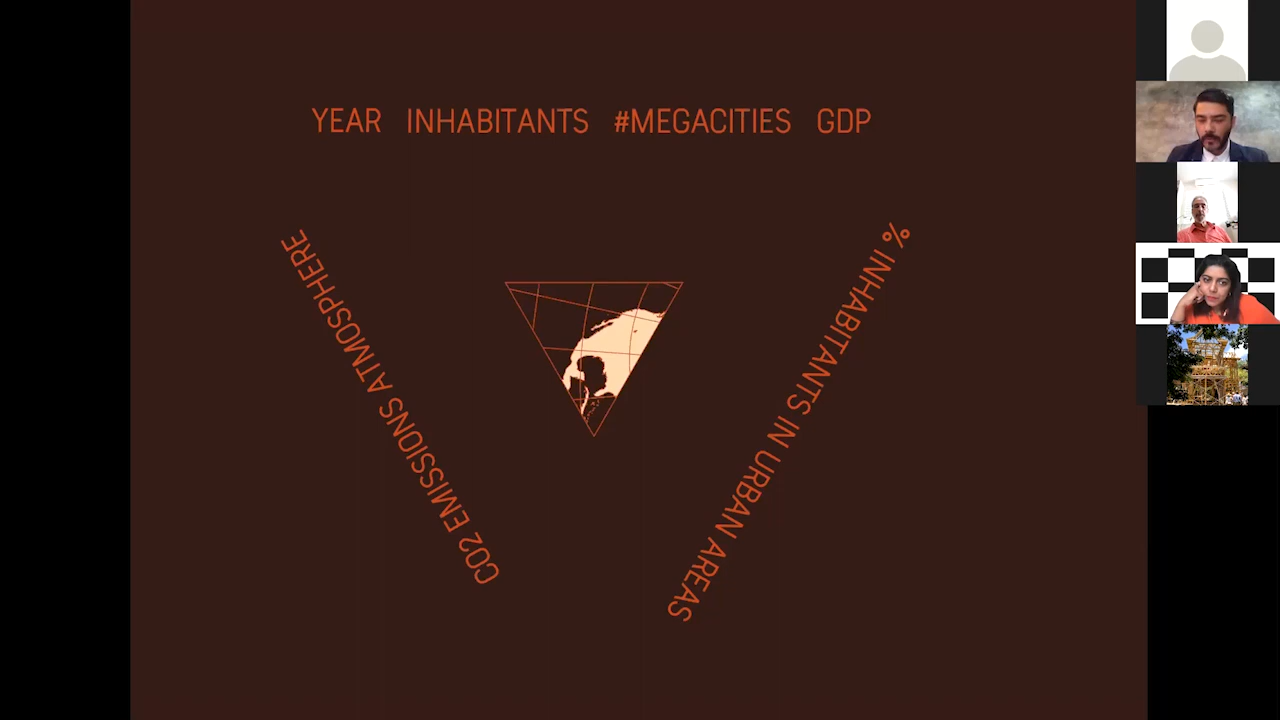 YEAR INHABITANTS #MEGACITIES GDP
CO2 EMISSIONS ATMOSPHERE
% INHABITANTS IN URBAN AREAS